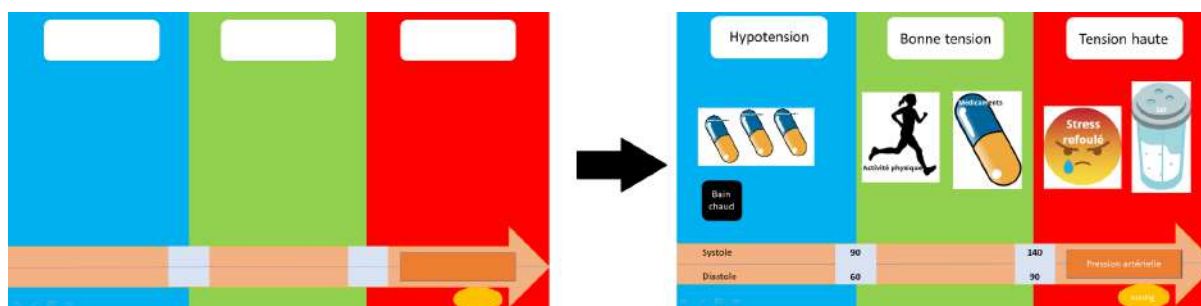 Hypotension
Bonne tension
Tension haute
Médicaments
Stress
refoulé
Activité physique
Bain
chaud
Systole 90 140
Pression artérielle
Diastole 60 90
mmHg